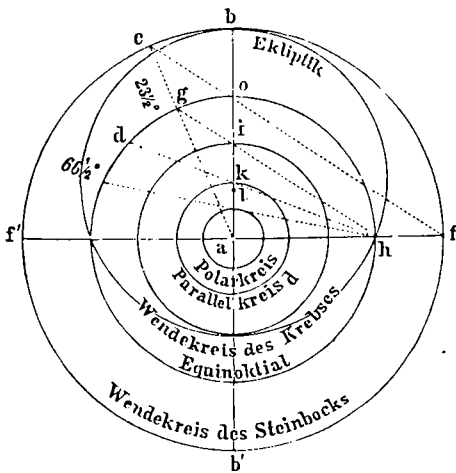 b
c
Ekliptik
23½°
g
o
d
i
66½°
k
l
f'
a
h
f
Polarkreis
Parallelkreis d
Wendekreis des Krebses
Equinoktial
Wendekreis des Steinbocks
b'